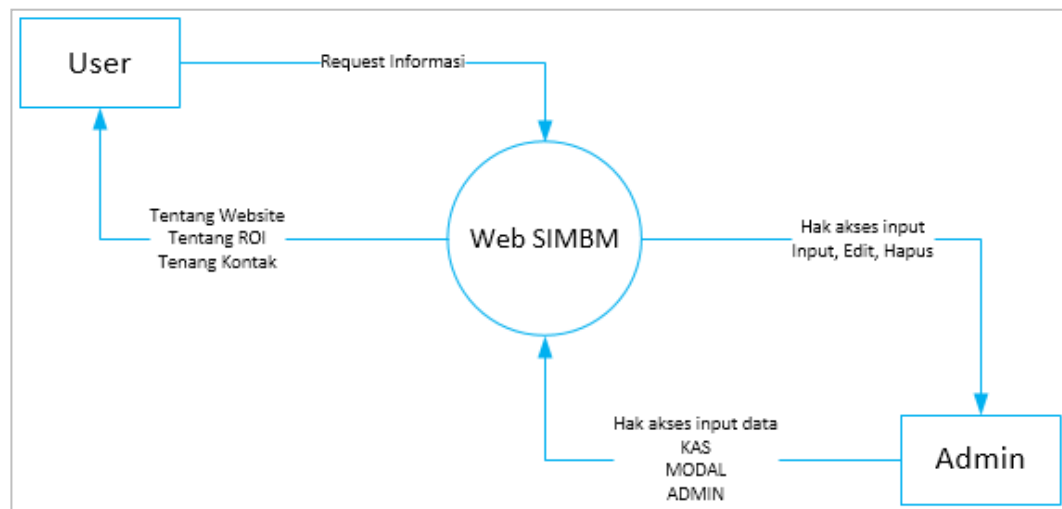 User
Request Informasi
Tentang Website
Tentang ROI
Tenang Kontak
Web SIMBM
Hak akses input
Input, Edit, Hapus
Hak akses input data
KAS
MODAL
ADMIN
Admin